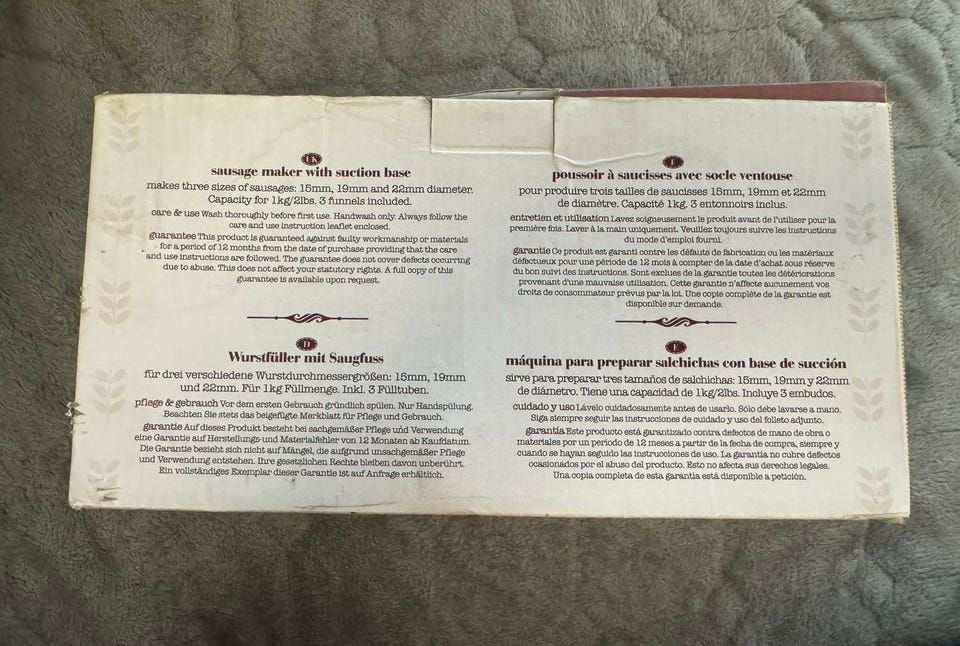 UK
sausage maker with suction base
makes three sizes of sausages: 15mm, 19mm and 22mm diameter.
Capacity for 1kg/2lbs. 3 funnels included.
care & use Wash thoroughly before first use. Handwash only. Always follow the
care and use instruction leaflet enclosed.
guarantee This product is guaranteed against faulty workmanship or materials
for a period of 12 months from the date of purchase providing that the care
and use instructions are followed. The guarantee does not cover defects occurring
due to abuse. This does not affect your statutory rights. A full copy of this
guarantee is available upon request.
F
poussoir à saucisses avec socle ventouse
pour produire trois tailles de saucisses 15mm, 19mm et 22mm
de diamètre. Capacité 1kg. 3 entonnoirs inclus.
entretien et utilisation Lavez soigneusement le produit avant de l'utiliser pour la
première fois. Laver à la main uniquement. Veuillez toujours suivre les instructions
du mode d'emploi fourni.
garantie Ce produit est garanti contre les défauts de fabrication ou les matériaux
défectueux pour une période de 12 mois à compter de la date d'achat sous réserve
du bon suivi des instructions. Sont exclues de la garantie toutes les détériorations
provenant d'une mauvaise utilisation. Cette garantie n'affecte aucunement vos
droits de consommateur prévus par la loi. Une copie complète de la garantie est
disponible sur demande.
D
Wurstfüller mit Saugfuss
für drei verschiedene Wurstdurchmessergrößen: 15mm, 19mm
und 22mm. Für 1kg Füllmenge. Inkl. 3 Fülltuben.
pflege & gebrauch Vor dem ersten Gebrauch gründlich spülen. Nur Handspülung.
Beachten Sie stets das beigefügte Merkblatt für Pflege und Gebrauch.
garantie Auf dieses Produkt besteht bei sachgemäßer Pflege und Verwendung
eine Garantie auf Herstellungs- und Materialfehler von 12 Monaten ab Kaufdatum.
Die Garantie bezieht sich nicht auf Mängel, die aufgrund unsachgemäßer Pflege
und Verwendung entstehen. Ihre gesetzlichen Rechte bleiben davon unberührt.
Ein vollständiges Exemplar dieser Garantie ist auf Anfrage erhältlich.
E
máquina para preparar salchichas con base de succión
sirve para preparar tres tamaños de salchichas: 15mm, 19mm y 22mm
de diámetro. Tiene una capacidad de 1kg/2lbs. Incluye 3 embudos.
cuidado y uso Lávelo cuidadosamente antes de usarlo. Sólo debe lavarse a mano.
Siga siempre seguir las instrucciones de cuidado y uso del folleto adjunto.
garantía Este producto está garantizado contra defectos de mano de obra o
materiales por un periodo de 12 meses a partir de la fecha de compra, siempre y
cuando se hayan seguido las instrucciones de uso. La garantía no cubre defectos
ocasionados por el abuso del producto. Esto no afecta sus derechos legales.
Una copia completa de esta garantía está disponible a petición.